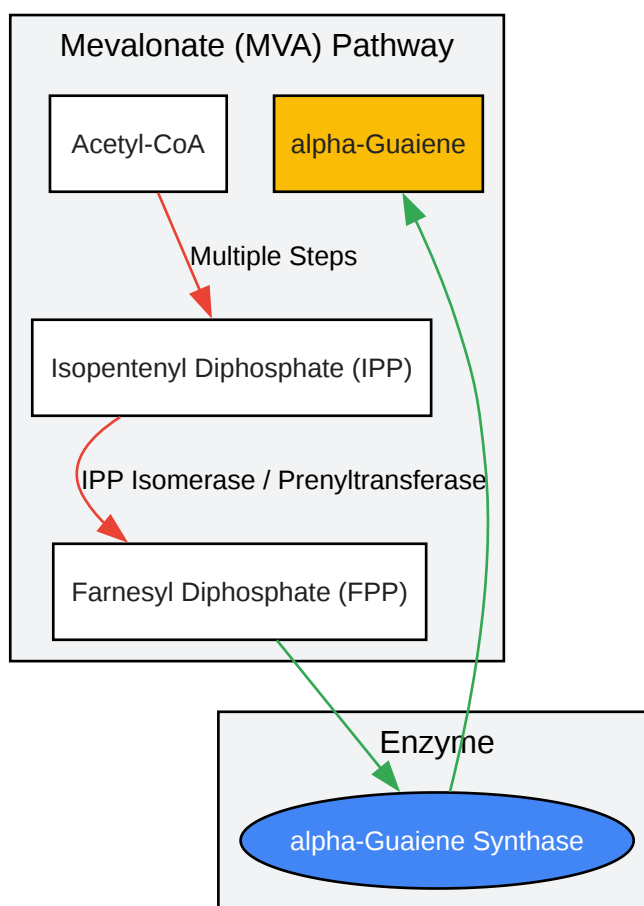 Mevalonate (MVA) Pathway
Acetyl-CoA
alpha-Guaiene
Multiple Steps
Isopentenyl Diphosphate (IPP)
IPP Isomerase / Prenyltransferase
Farnesyl Diphosphate (FPP)
Enzyme
alpha-Guaiene Synthase